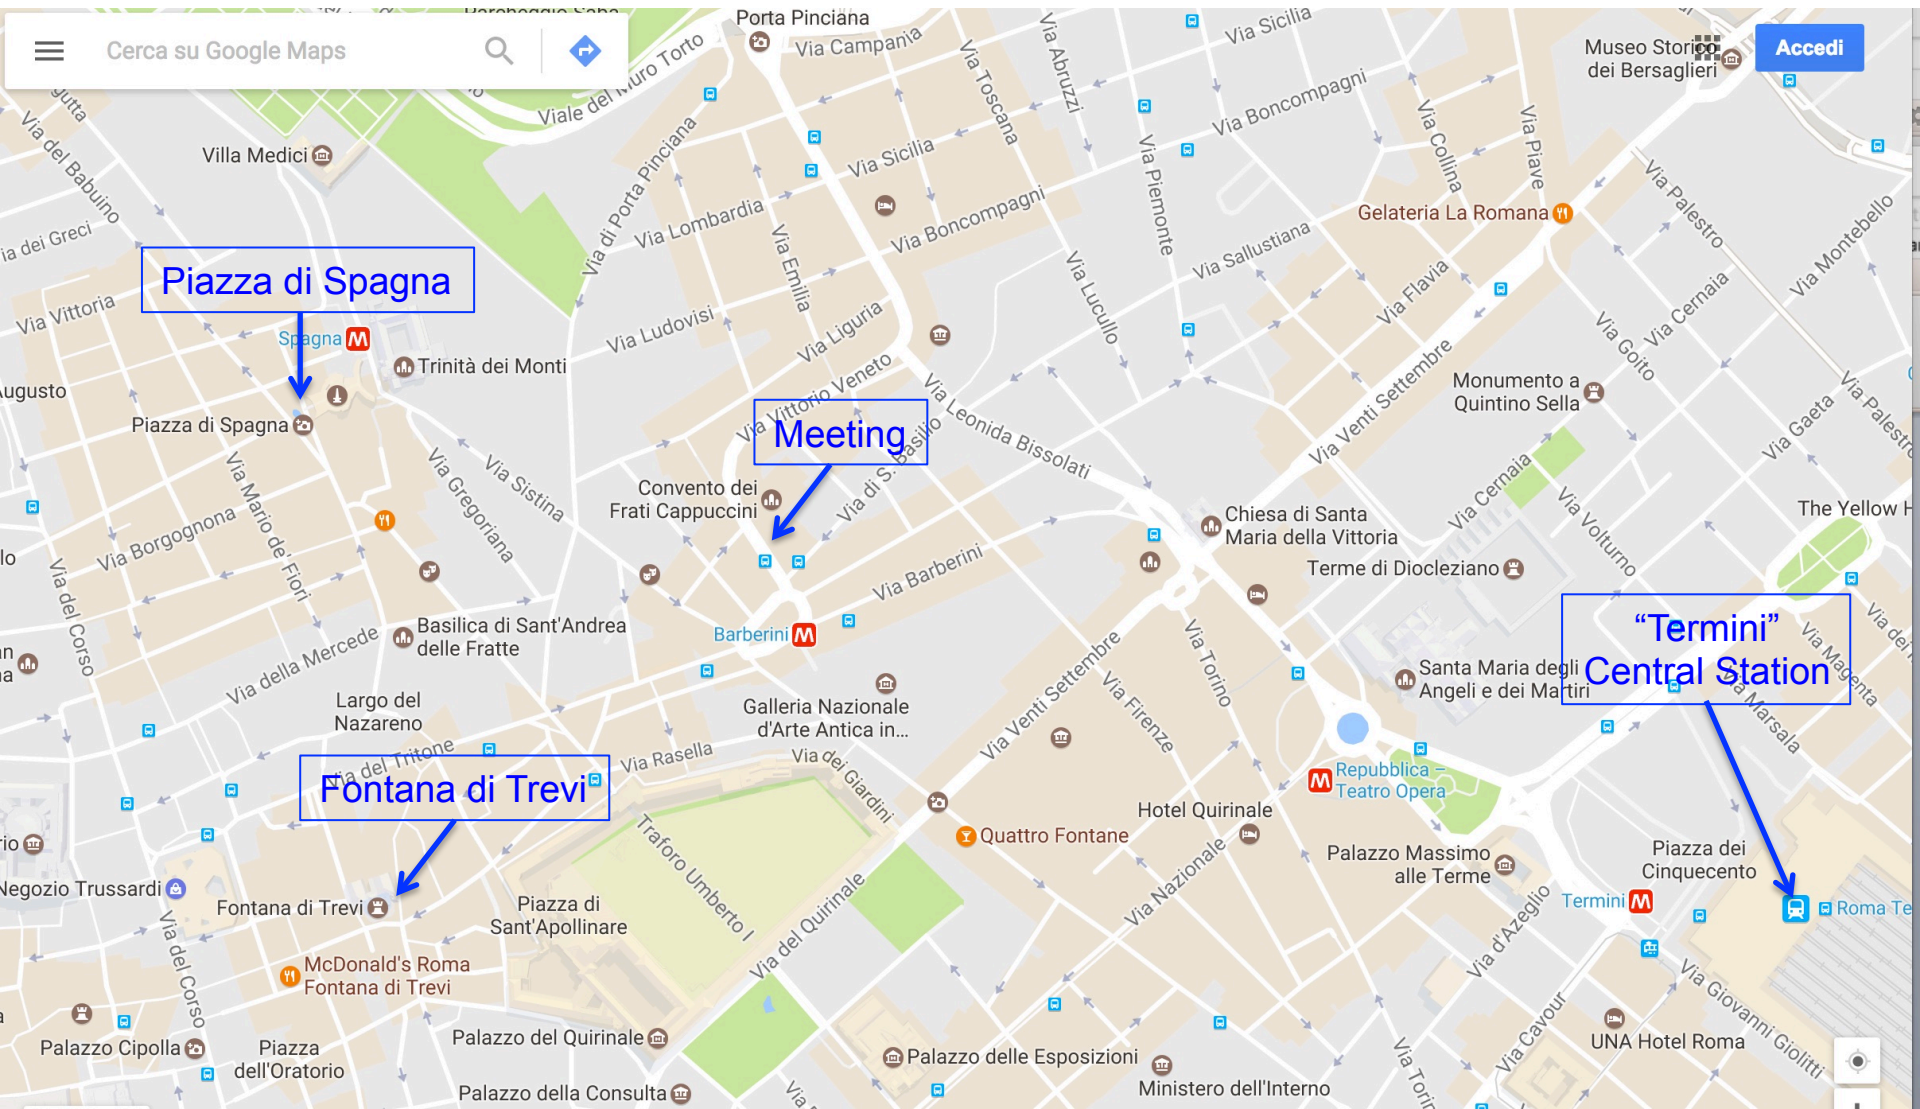 Parcheggio Saba
Porta Pinciana
Cerca su Google Maps
Via Campania
Via Sicilia
Museo Storico
dei Bersaglieri
Accedi
Viale del Muro Torto
Via Toscana
Via Abruzzi
Via Boncompagni
Via Collina
Via Piave
Via del Babuino
Villa Medici
Via di Porta Pinciana
Via Sicilia
Via Piemonte
Via Palestro
Via Lombardia
Via Emilia
Via Boncompagni
Gelateria La Romana
Via Montebello
ia dei Greci
Via Sallustiana
Piazza di Spagna
Via Lucullo
Via Flavia
Via Cernaia
Via Vittoria
Spagna
Via Ludovisi
Via Liguria
Via Goito
Trinità dei Monti
Via Vittorio Veneto
Via Leonida Bissolati
Via Venti Settembre
Monumento a
Quintino Sella
Via Gaeta
Via Palestro
ugusto
Piazza di Spagna
Meeting
Via Mario de' Fiori
Via Gregoriana
Via Sistina
Convento dei
Frati Cappuccini
Via di S. Basilio
Via Cernaia
Via Volturno
The Yellow H
Via Borgognona
Chiesa di Santa
Maria della Vittoria
lo
Via del Corso
Via Barberini
Terme di Diocleziano
Basilica di Sant'Andrea
delle Fratte
Barberini
Via Torino
“Termini”
Central Station
Via Magenta
Via dei
Via della Mercede
Via Venti Settembre
Santa Maria degli
Angeli e dei Martiri
Via Marsala
Largo del
Nazareno
Galleria Nazionale
d'Arte Antica in...
Via Firenze
Via del Tritone
Via Rasella
Via dei Giardini
Fontana di Trevi
Repubblica –
Teatro Opera
Hotel Quirinale
Traforo Umberto I
Quattro Fontane
rio
Palazzo Massimo
alle Terme
Piazza dei
Cinquecento
Negozio Trussardi
Fontana di Trevi
Piazza di
Sant'Apollinare
Via del Quirinale
Via Nazionale
Via d'Azeglio
Termini
Roma Te
Via del Corso
McDonald's Roma
Fontana di Trevi
Via Giovanni Giolitti
Palazzo Cipolla
Piazza
dell'Oratorio
Palazzo del Quirinale
Palazzo delle Esposizioni
Via Cavour
UNA Hotel Roma
Palazzo della Consulta
Ministero dell'Interno
Via Torin